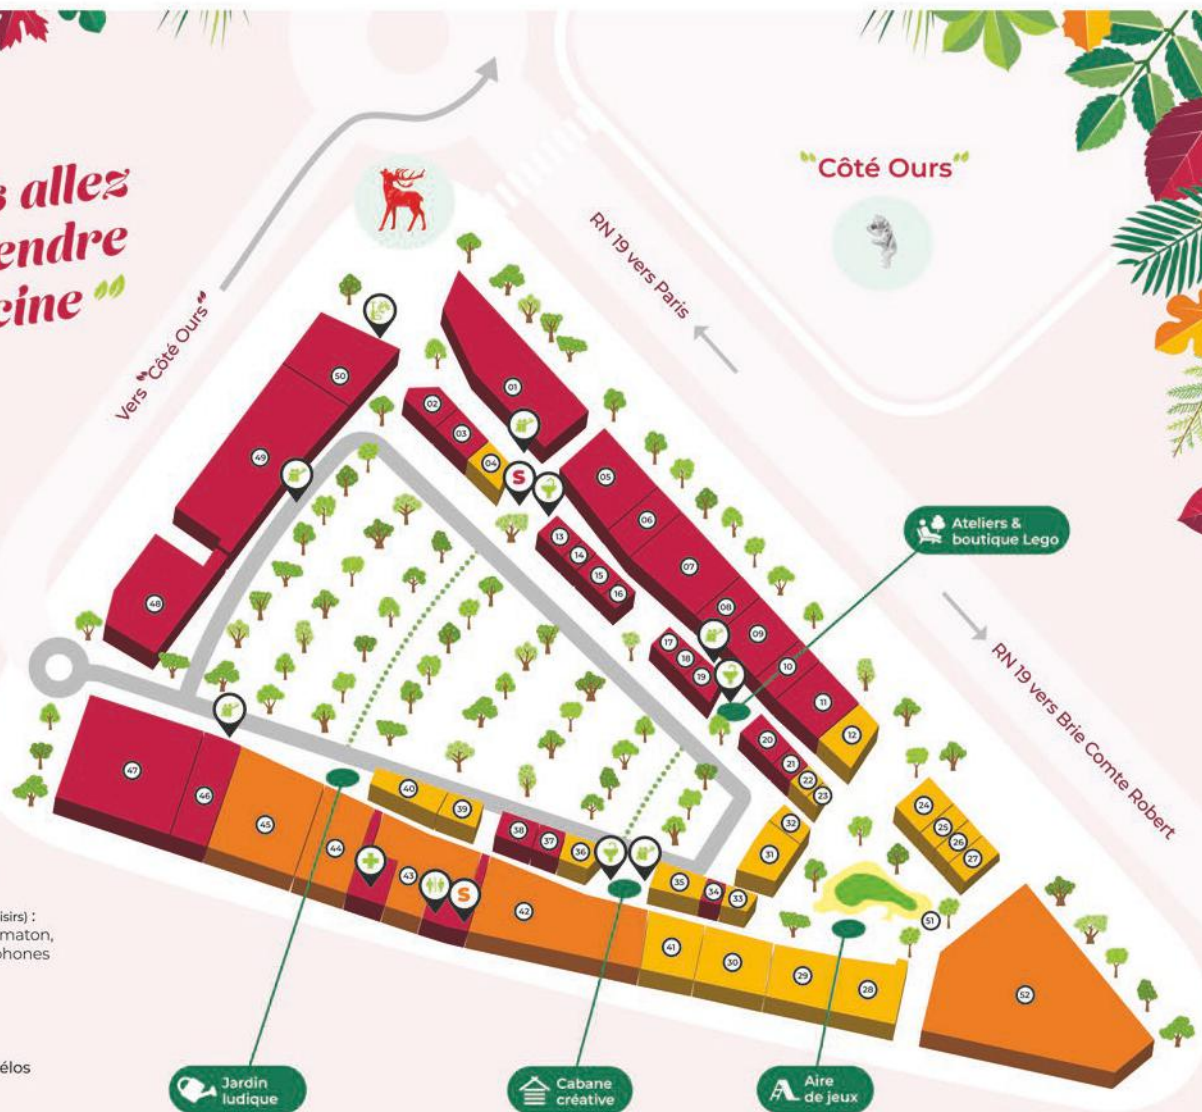 s allez
endre
cine
"Côté Ours"
RN 19 vers Paris
Vers "Côté Ours"
50
01
02
03
04
49
05
S
06
13
14
15
16
07
Ateliers &
boutique Lego
48
08
09
17
18
19
10
11
RN 19 vers Brie Comte Robert
12
20
21
22
23
47
46
40
39
24
25
26
27
32
31
45
38
37
36
44
43
35
34
33
S
42
51
41
30
29
28
52
isirs) :
maton,
phones
élos
Jardin
ludique
Cabane
créative
Aire
de jeux